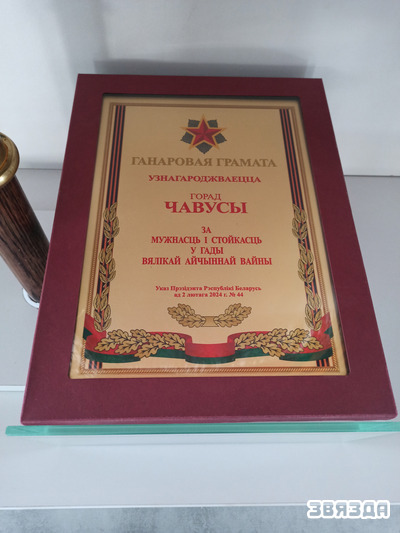 ГАНАРОВАЯ ГРАМАТА
УЗНАГАРОДЖВАЕЦЦА
ГОРАД
ЧАВУСЫ
ЗА
МУЖНАСЦЬ І СТОЙКАСЦЬ
У ГАДЫ
ВЯЛІКАЙ АЙЧЫННАЙ ВАЙНЫ
Указ Прэзідэнта Рэспублікі Беларусь
ад 2 лютага 2024 г. № 44
ЗВЯЗДА